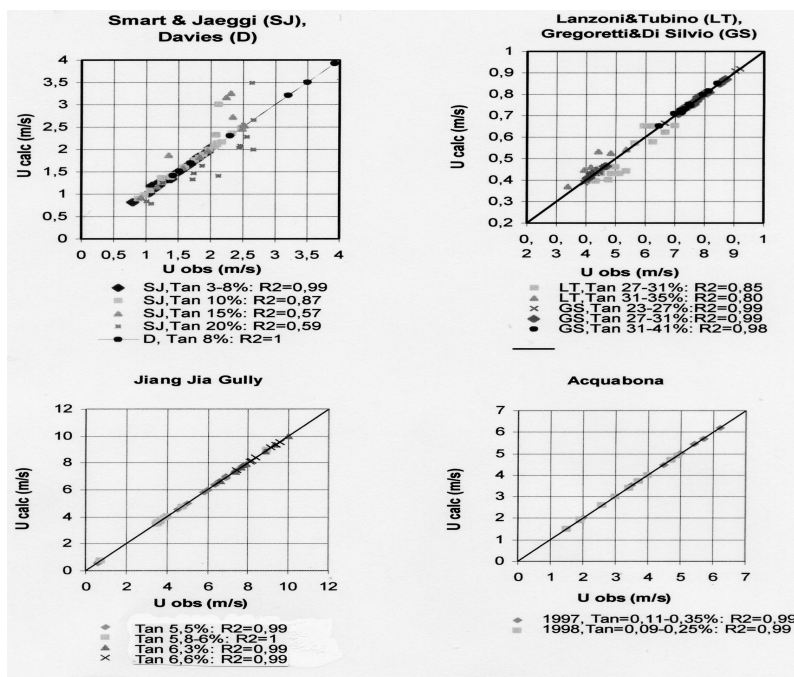 Smart & Jaeggi (SJ),
Davies (D)
4
3,5
3
2,5
2
1,5
1
0,5
0
U calc (m/s)
0 0,5 1 1,5 2 2,5 3 3,5 4
U obs (m/s)
SJ,Tan 3-8%: R2=0,99
SJ,Tan 10%: R2=0,87
SJ,Tan 15%: R2=0,57
SJ,Tan 20%: R2=0,59
D, Tan 8%: R2=1
Lanzoni&Tubino (LT),
Gregoretti&Di Silvio (GS)
1
0,9
0,8
0,7
0,6
0,5
0,4
0,3
0,2
U calc (m/s)
0, 0, 0, 0, 0, 0, 0, 0, 1
2 3 4 5 6 7 8 9
U obs (m/s)
LT,Tan 27-31%: R2=0,85
LT,Tan 31-35%: R2=0,80
GS,Tan 23-27%: R2=0,99
GS,Tan 27-31%:R2=0,99
GS,Tan 31-41%: R2=0,98
Jiang Jia Gully
12
10
8
6
4
2
0
U calc (m/s)
0 2 4 6 8 10 12
U obs (m/s)
Tan 5,5%: R2=0,99
Tan 5,8-6%: R2=1
Tan 6,3%: R2=0,99
Tan 6,6%: R2=0,99
Acquabona
7
6
5
4
3
2
1
0
U calc (m/s)
0 1 2 3 4 5 6 7
U obs (m/s)
1997, Tan=0,11-0,35%: R2=0,99
1998,Tan=0,09-0,25%: R2=0,99